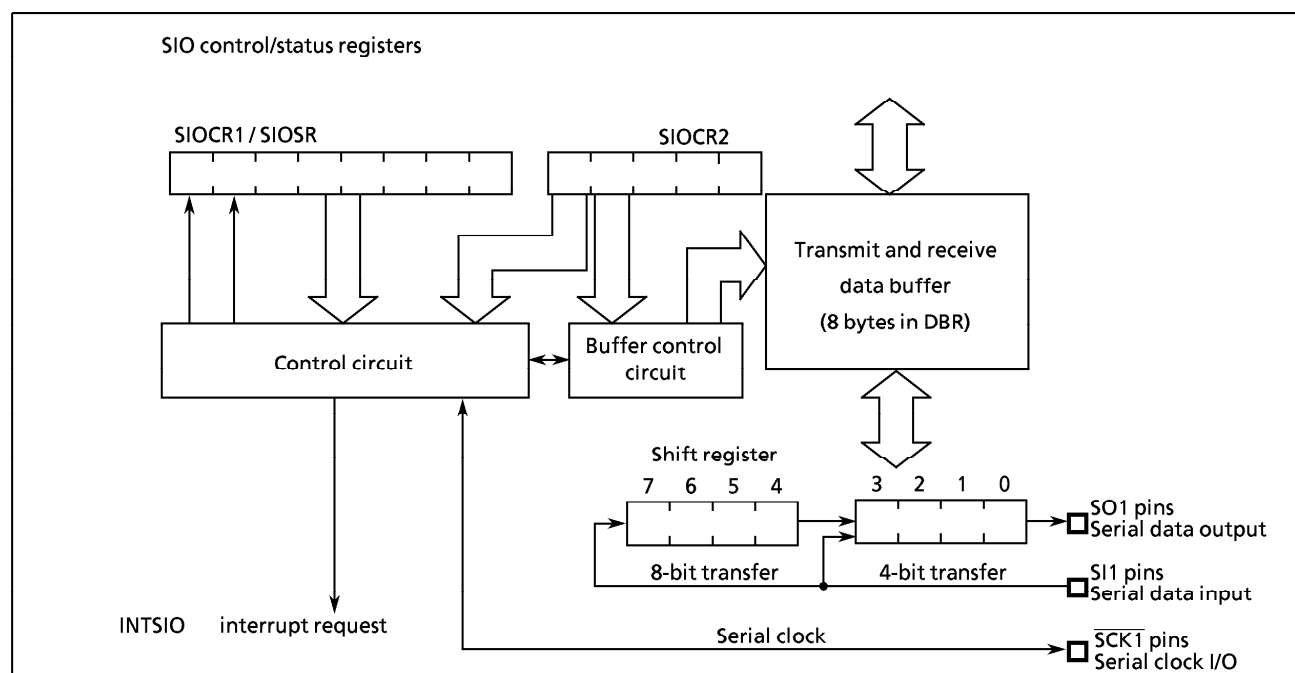 SIO control/status registers
SIOCR1 / SIOSR
SIOCR2
Transmit and receive
data buffer
(8 bytes in DBR)
Control circuit
Buffer control
circuit
Shift register
7 6 5 4
3 2 1 0
SO1 pins
Serial data output
8-bit transfer
4-bit transfer
SI1 pins
Serial data input
INTSIO interrupt request
Serial clock
SCK1 pins
Serial clock I/O